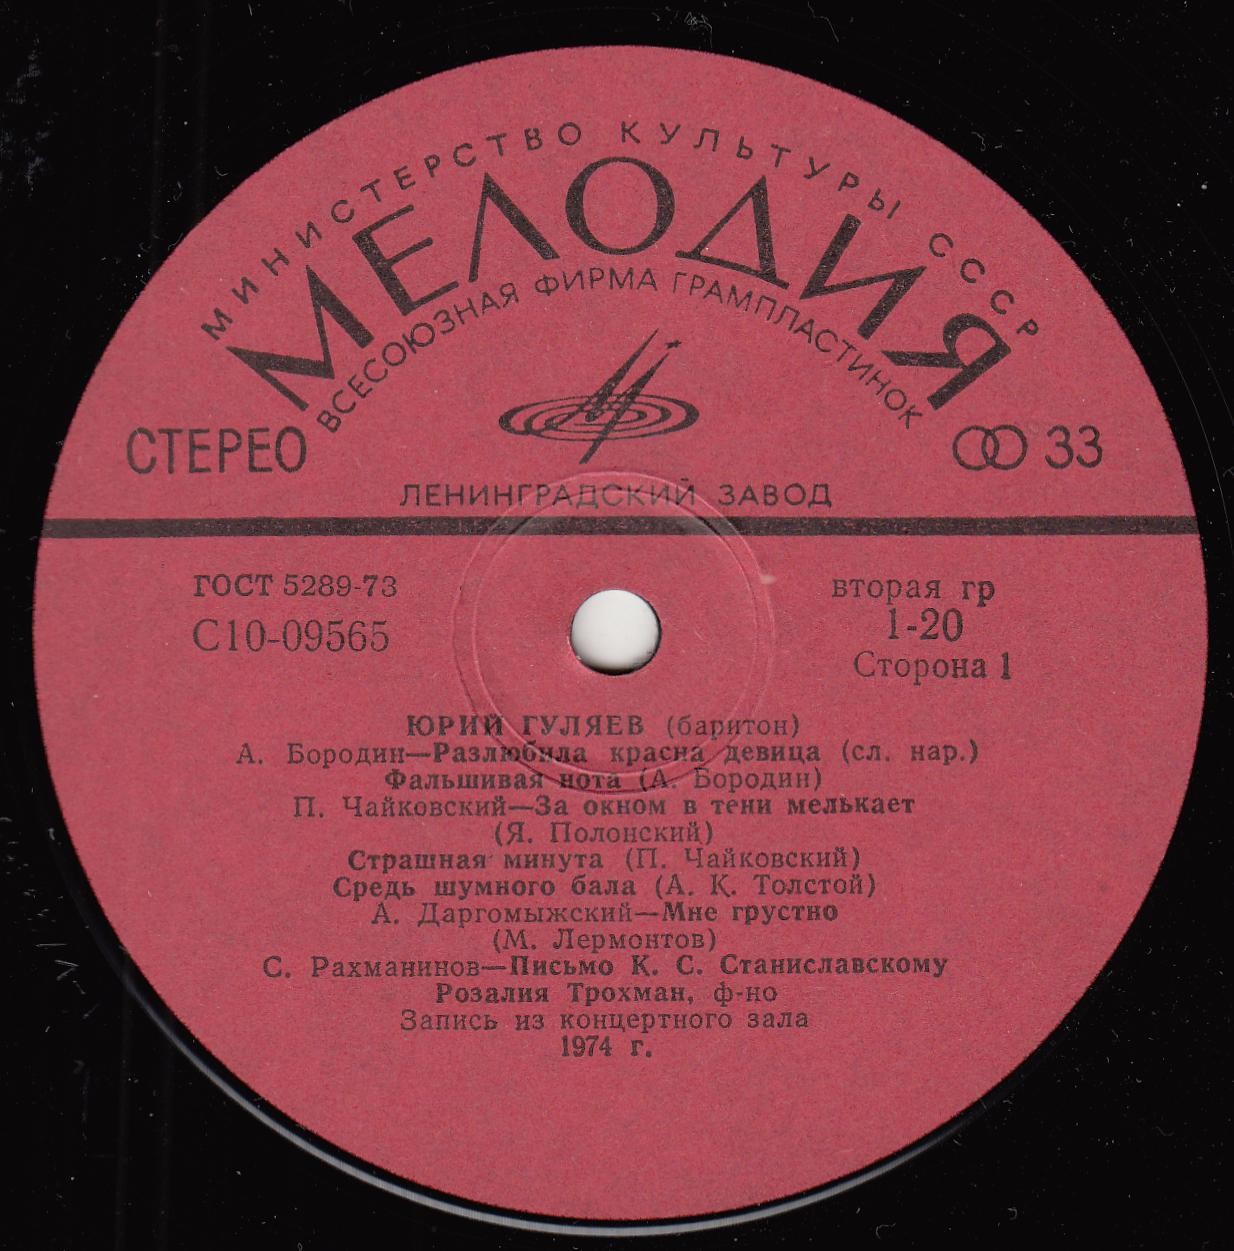 МИНИСТЕРСТВО КУЛЬТУРЫ СССР
МЕЛОДИЯ
ВСЕСОЮЗНАЯ ФИРМА ГРАМПЛАСТИНОК
СТЕРЕО
33
ЛЕНИНГРАДСКИЙ ЗАВОД
ГОСТ 5289-73
вторая гр
С10-09565
1-20
Сторона 1
ЮРИЙ ГУЛЯЕВ (баритон)
А. Бородин—Разлюбила красна девица (сл. нар.)
Фальшивая нота (А. Бородин)
П. Чайковский—За окном в тени мелькает
(Я. Полонский)
Страшная минута (П. Чайковский)
Средь шумного бала (А. К. Толстой)
А. Даргомыжский—Мне грустно
(М. Лермонтов)
С. Рахманинов—Письмо К. С. Станиславскому
Розалия Трохман, ф-но
Запись из концертного зала
1974 г.